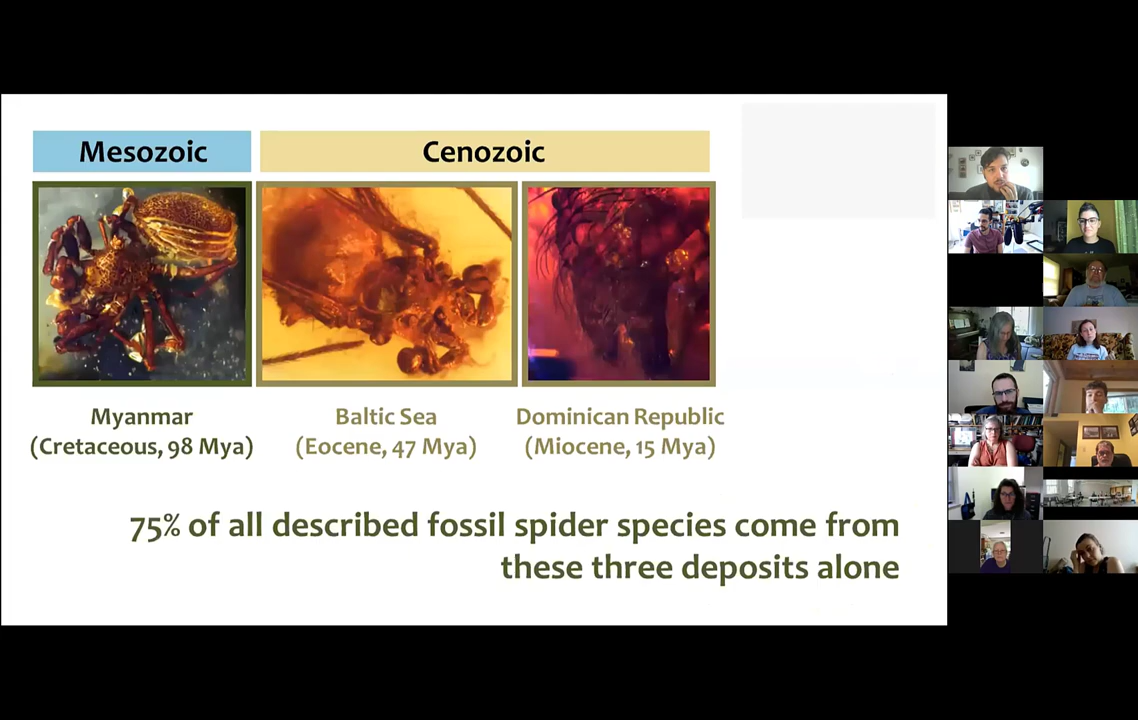 Mesozoic
Cenozoic
Myanmar
(Cretaceous, 98 Mya)
Baltic Sea
(Eocene, 47 Mya)
Dominican Republic
(Miocene, 15 Mya)
75% of all described fossil spider species come from
these three deposits alone